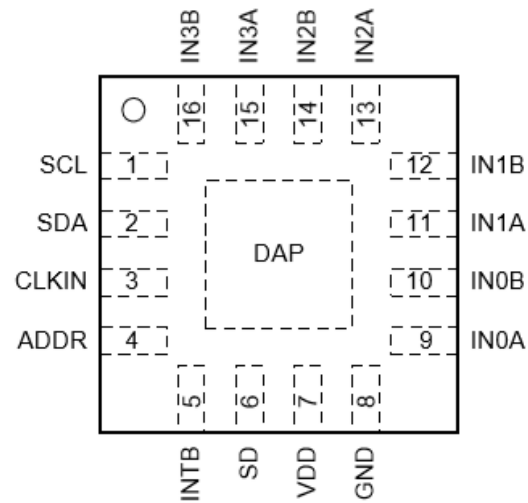 IN3B IN3A IN2B IN2A
16 15 14 13
SCL 1 12 IN1B
SDA 2 11 IN1A
DAP
CLKIN 3 10 IN0B
ADDR 4 9 IN0A
5 6 7 8
INTB SD VDD GND